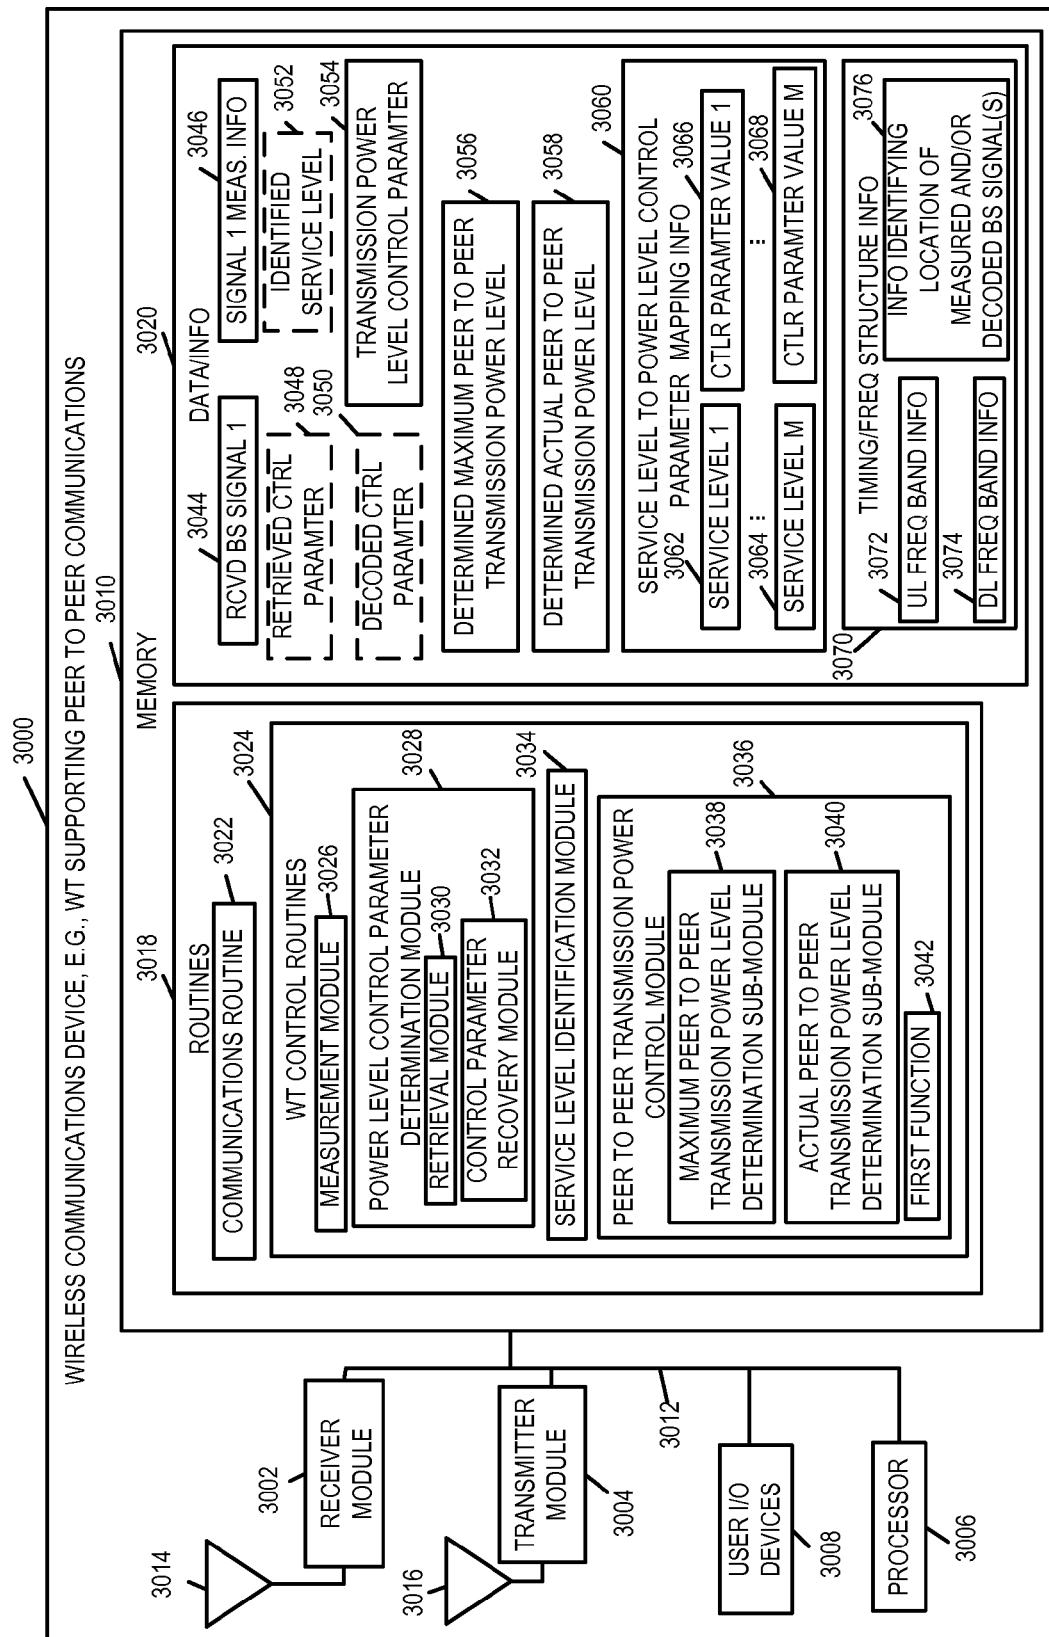 3000
WIRELESS COMMUNICATIONS DEVICE, E.G., WT SUPPORTING PEER TO PEER COMMUNICATIONS
3010
MEMORY
3014
3002
RECEIVER
MODULE
3016
TRANSMITTER
MODULE
3004
3012
USER I/O
DEVICES
3008
PROCESSOR
3006
3018
ROUTINES
3022
COMMUNICATIONS ROUTINE
3024
WT CONTROL ROUTINES
3026
MEASUREMENT MODULE
3028
POWER LEVEL CONTROL PARAMETER
DETERMINATION MODULE
3030
RETRIEVAL MODULE
3032
CONTROL PARAMETER
RECOVERY MODULE
3034
SERVICE LEVEL IDENTIFICATION MODULE
3036
PEER TO PEER TRANSMISSION POWER
CONTROL MODULE
3038
MAXIMUM PEER TO PEER
TRANSMISSION POWER LEVEL
DETERMINATION SUB-MODULE
3040
ACTUAL PEER TO PEER
TRANSMISSION POWER LEVEL
DETERMINATION SUB-MODULE
3042
FIRST FUNCTION
3020
DATA/INFO
3044
RCVD BS SIGNAL 1
3046
SIGNAL 1 MEAS. INFO
3048
RETRIEVED CTRL
PARAMTER
3050
DECODED CTRL
PARAMTER
3052
IDENTIFIED
SERVICE LEVEL
3054
TRANSMISSION POWER
LEVEL CONTROL PARAMTER
3056
DETERMINED MAXIMUM PEER TO PEER
TRANSMISSION POWER LEVEL
3058
DETERMINED ACTUAL PEER TO PEER
TRANSMISSION POWER LEVEL
3060
SERVICE LEVEL TO POWER LEVEL CONTROL
PARAMETER MAPPING INFO
3062
SERVICE LEVEL 1
3066
CTLR PARAMTER VALUE 1
...
...
3064
SERVICE LEVEL M
3068
CTLR PARAMTER VALUE M
3070
TIMING/FREQ STRUCTURE INFO
3072
UL FREQ BAND INFO
3074
DL FREQ BAND INFO
3076
INFO IDENTIFYING
LOCATION OF
MEASURED AND/OR
DECODED BS SIGNAL(S)